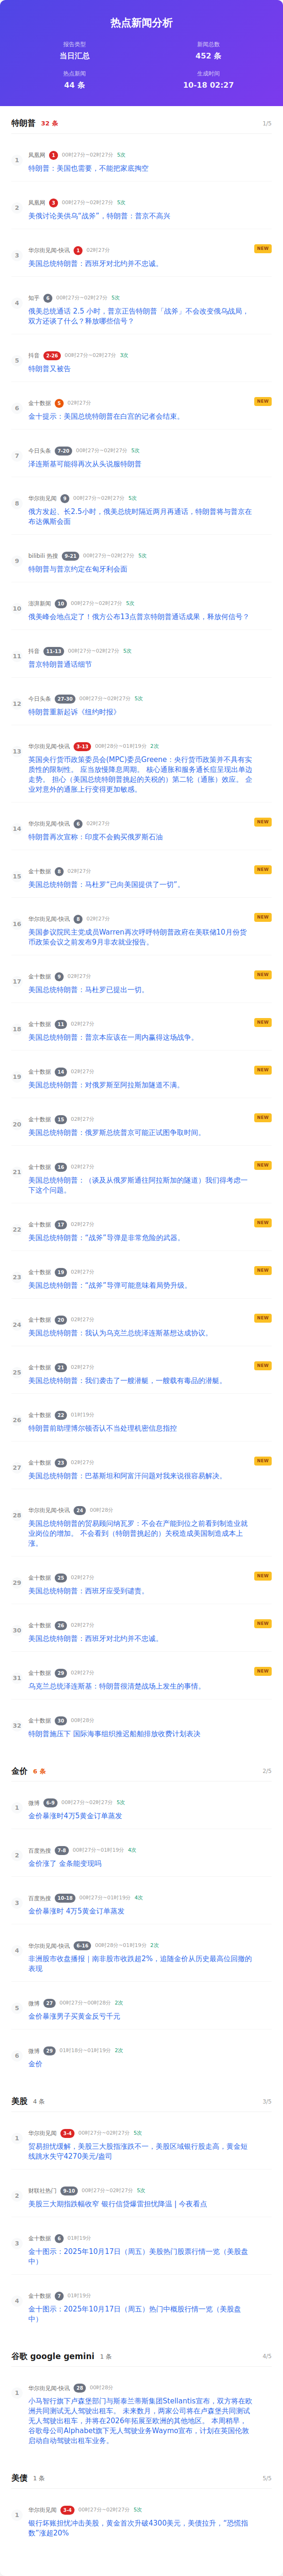 热点新闻分析
报告类型
当日汇总
新闻总数
452 条
热点新闻
44 条
生成时间
10-18 02:27
特朗普 32 条 1/5
1 凤凰网 1 00时27分~02时27分 5次
特朗普：美国也需要，不能把家底掏空
2 凤凰网 3 00时27分~02时27分 5次
美俄讨论美供乌“战斧”，特朗普：普京不高兴
3 华尔街见闻-快讯 1 02时27分 NEW
美国总统特朗普：西班牙对北约并不忠诚。
4 知乎 6 00时27分~02时27分 5次
俄美总统通话 2.5 小时，普京正告特朗普「战斧」不会改变俄乌战局，
双方还谈了什么？释放哪些信号？
5 抖音 2-26 00时27分~02时27分 3次
特朗普又被告
6 金十数据 5 02时27分 NEW
金十提示：美国总统特朗普在白宫的记者会结束。
7 今日头条 7-20 00时27分~02时27分 5次
泽连斯基可能得再次从头说服特朗普
8 华尔街见闻 9 00时27分~02时27分 5次
俄方发起、长2.5小时，俄美总统时隔近两月再通话，特朗普将与普京在
布达佩斯会面
9 bilibili 热搜 9-21 00时27分~02时27分 5次
特朗普与普京约定在匈牙利会面
10 澎湃新闻 10 00时27分~02时27分 5次
俄美峰会地点定了！俄方公布13点普京特朗普通话成果，释放何信号？
11 抖音 11-13 00时27分~02时27分 5次
普京特朗普通话细节
12 今日头条 27-30 00时27分~02时27分 5次
特朗普重新起诉《纽约时报》
13 华尔街见闻-快讯 3-13 00时28分~01时19分 2次
英国央行货币政策委员会(MPC)委员Greene：央行货币政策并不具有实
质性的限制性。 应当放慢降息周期。 核心通胀和服务通长痘呈现出单边
走势。 担心（美国总统特朗普挑起的关税的）第二轮（通胀）效应。 企
业对意外的通胀上行变得更加敏感。
14 华尔街见闻-快讯 6 02时27分 NEW
特朗普再次宣称：印度不会购买俄罗斯石油
15 金十数据 8 02时27分 NEW
美国总统特朗普：马杜罗“已向美国提供了一切”。
16 华尔街见闻-快讯 8 02时27分 NEW
美国参议院民主党成员Warren再次呼呼特朗普政府在美联储10月份货
币政策会议之前发布9月非农就业报告。
17 金十数据 9 02时27分 NEW
美国总统特朗普：马杜罗已提出一切。
18 金十数据 11 02时27分 NEW
美国总统特朗普：普京本应该在一周内赢得这场战争。
19 金十数据 14 02时27分 NEW
美国总统特朗普：对俄罗斯至阿拉斯加隧道不满。
20 金十数据 15 02时27分 NEW
美国总统特朗普：俄罗斯总统普京可能正试图争取时间。
21 金十数据 16 02时27分 NEW
美国总统特朗普：（谈及从俄罗斯通往阿拉斯加的隧道）我们得考虑一
下这个问题。
22 金十数据 17 02时27分 NEW
美国总统特朗普：“战斧”导弹是非常危险的武器。
23 金十数据 19 02时27分 NEW
美国总统特朗普：“战斧”导弹可能意味着局势升级。
24 金十数据 20 02时27分 NEW
美国总统特朗普：我认为乌克兰总统泽连斯基想达成协议。
25 金十数据 21 02时27分 NEW
美国总统特朗普：我们袭击了一艘潜艇，一艘载有毒品的潜艇。
26 金十数据 22 01时19分
特朗普前助理博尔顿否认不当处理机密信息指控
27 金十数据 23 02时27分 NEW
美国总统特朗普：巴基斯坦和阿富汗问题对我来说很容易解决。
28 华尔街见闻-快讯 24 00时28分
美国总统特朗普的贸易顾问纳瓦罗：不会在产能到位之前看到制造业就
业岗位的增加。 不会看到（特朗普挑起的）关税造成美国制造成本上
涨。
29 金十数据 25 02时27分 NEW
美国总统特朗普：西班牙应受到谴责。
30 金十数据 26 02时27分 NEW
美国总统特朗普：西班牙对北约并不忠诚。
31 金十数据 29 02时27分 NEW
乌克兰总统泽连斯基：特朗普很清楚战场上发生的事情。
32 金十数据 30 00时28分
特朗普施压下 国际海事组织推迟船舶排放收费计划表决
金价 6 条 2/5
1 微博 6-9 00时27分~02时27分 5次
金价暴涨时4万5黄金订单蒸发
2 百度热搜 7-8 00时27分~01时19分 4次
金价涨了 金条能变现吗
3 百度热搜 10-18 00时27分~01时19分 4次
金价暴涨时 4万5黄金订单蒸发
4 华尔街见闻-快讯 6-16 00时28分~01时19分 2次
非洲股市收盘播报｜南非股市收跌超2%，追随金价从历史最高位回撤的
表现
5 微博 27 00时27分~00时28分 2次
金价暴涨男子买黄金反亏千元
6 微博 29 01时18分~01时19分 2次
金价
美股 4 条 3/5
1 华尔街见闻 3-4 00时27分~02时27分 5次
贸易担忧缓解，美股三大股指涨跌不一，美股区域银行股走高，黄金短
线跳水失守4270美元/盎司
2 财联社热门 9-10 00时27分~02时27分 5次
美股三大期指跌幅收窄 银行信贷爆雷担忧降温 | 今夜看点
3 金十数据 6 01时19分
金十图示：2025年10月17日（周五）美股热门股票行情一览（美股盘
中）
4 金十数据 7 01时19分
金十图示：2025年10月17日（周五）热门中概股行情一览（美股盘
中）
谷歌 google gemini 1 条 4/5
1 华尔街见闻-快讯 28 00时28分
小马智行旗下卢森堡部门与斯泰兰蒂斯集团Stellantis宣布，双方将在欧
洲共同测试无人驾驶出租车。 未来数月，两家公司将在卢森堡共同测试
无人驾驶出租车，并将在2026年拓展至欧洲的其他地区。 本周稍早，
谷歌母公司Alphabet旗下无人驾驶业务Waymo宣布，计划在英国伦敦
启动自动驾驶出租车业务。
美债 1 条 5/5
1 华尔街见闻 3-4 00时27分~02时27分 5次
银行坏账担忧冲击美股，黄金首次升破4300美元，美债拉升，“恐慌指
数”涨超20%